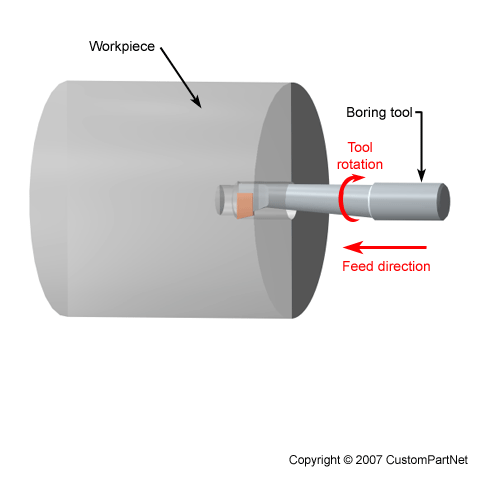 Workpiece
Boring tool
Tool
rotation
Feed direction
Copyright © 2007 CustomPartNet